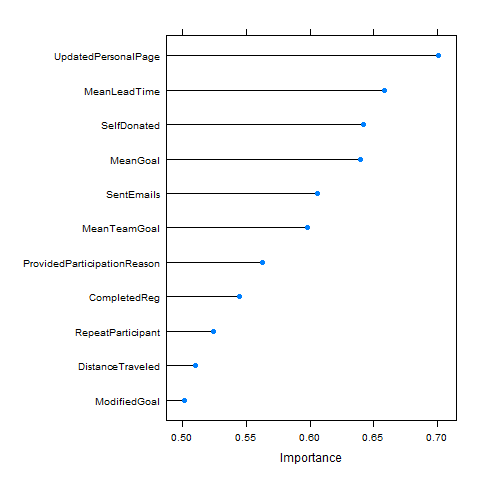 UpdatedPersonalPage
MeanLeadTime
SelfDonated
MeanGoal
SentEmails
MeanTeamGoal
ProvidedParticipationReason
CompletedReg
RepeatParticipant
DistanceTraveled
ModifiedGoal
0.50 0.55 0.60 0.65 0.70
Importance